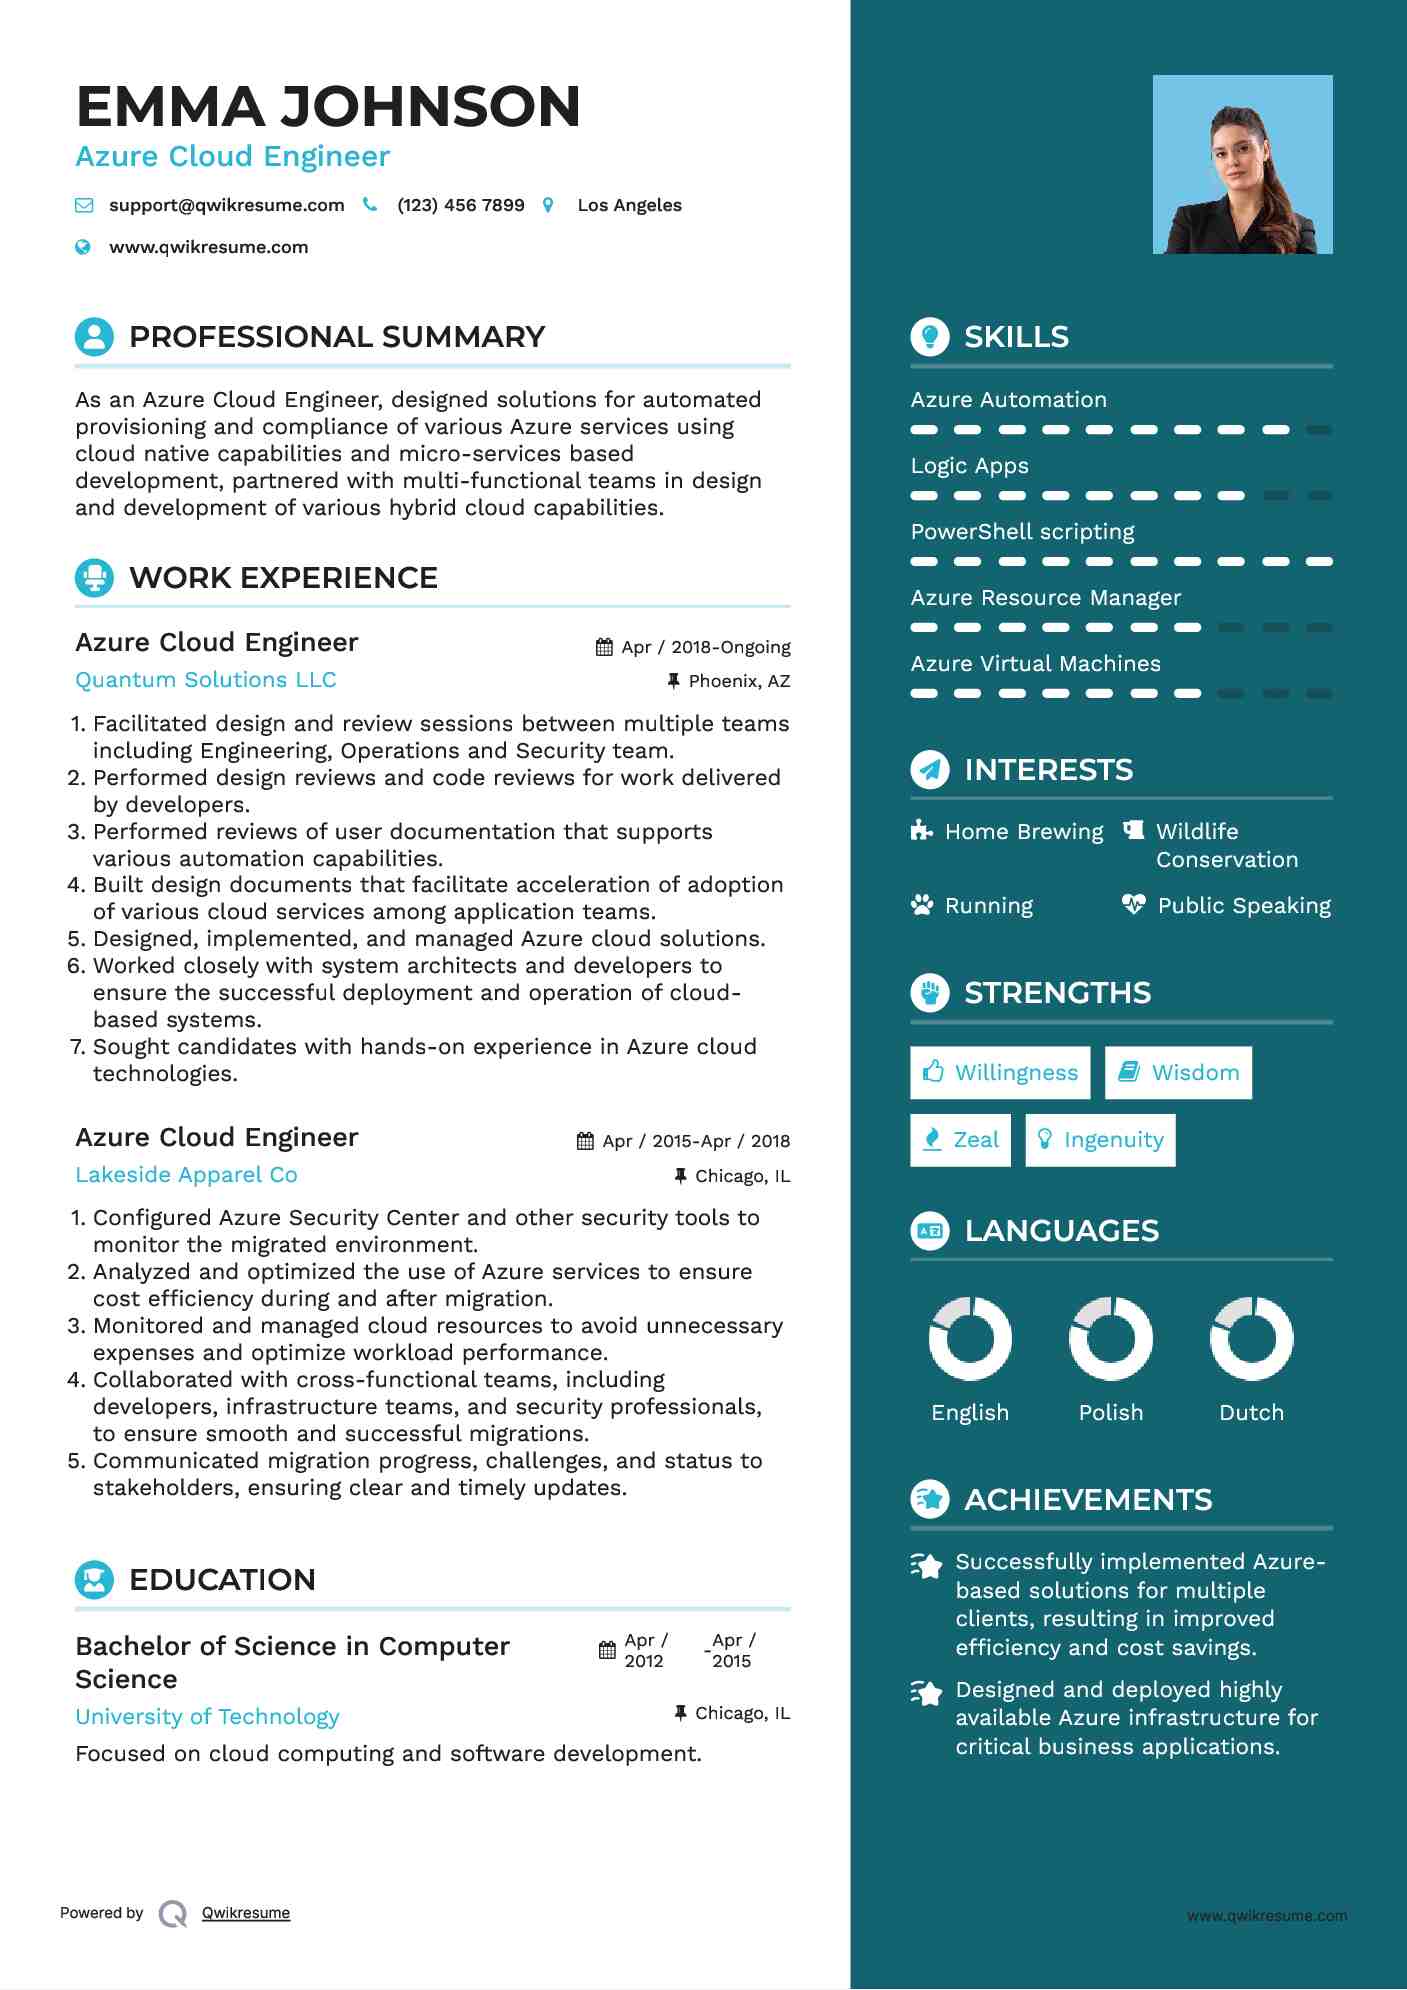 EMMA JOHNSON
Azure Cloud Engineer
support@qwikresume.com (123) 456 7899 Los Angeles
www.qwikresume.com
PROFESSIONAL SUMMARY
As an Azure Cloud Engineer, designed solutions for automated
provisioning and compliance of various Azure services using
cloud native capabilities and micro-services based
development, partnered with multi-functional teams in design
and development of various hybrid cloud capabilities.
WORK EXPERIENCE
Azure Cloud Engineer
Apr / 2018-Ongoing
Quantum Solutions LLC
Phoenix, AZ
1. Facilitated design and review sessions between multiple teams
including Engineering, Operations and Security team.
2. Performed design reviews and code reviews for work delivered
by developers.
3. Performed reviews of user documentation that supports
various automation capabilities.
4. Built design documents that facilitate acceleration of adoption
of various cloud services among application teams.
5. Designed, implemented, and managed Azure cloud solutions.
6. Worked closely with system architects and developers to
ensure the successful deployment and operation of cloud-
based systems.
7. Sought candidates with hands-on experience in Azure cloud
technologies.
Azure Cloud Engineer
Apr / 2015-Apr / 2018
Lakeside Apparel Co
Chicago, IL
1. Configured Azure Security Center and other security tools to
monitor the migrated environment.
2. Analyzed and optimized the use of Azure services to ensure
cost efficiency during and after migration.
3. Monitored and managed cloud resources to avoid unnecessary
expenses and optimize workload performance.
4. Collaborated with cross-functional teams, including
developers, infrastructure teams, and security professionals,
to ensure smooth and successful migrations.
5. Communicated migration progress, challenges, and status to
stakeholders, ensuring clear and timely updates.
EDUCATION
Bachelor of Science in Computer
Science
Apr / -Apr /
2012 2015
University of Technology
Chicago, IL
Focused on cloud computing and software development.
Powered by Qwikresume
SKILLS
Azure Automation
Logic Apps
PowerShell scripting
Azure Resource Manager
Azure Virtual Machines
INTERESTS
Home Brewing
Wildlife
Conservation
Running
Public Speaking
STRENGTHS
Willingness
Wisdom
Zeal
Ingenuity
LANGUAGES
English
Polish
Dutch
ACHIEVEMENTS
Successfully implemented Azure-
based solutions for multiple
clients, resulting in improved
efficiency and cost savings.
Designed and deployed highly
available Azure infrastructure for
critical business applications.
www.qwikresume.com